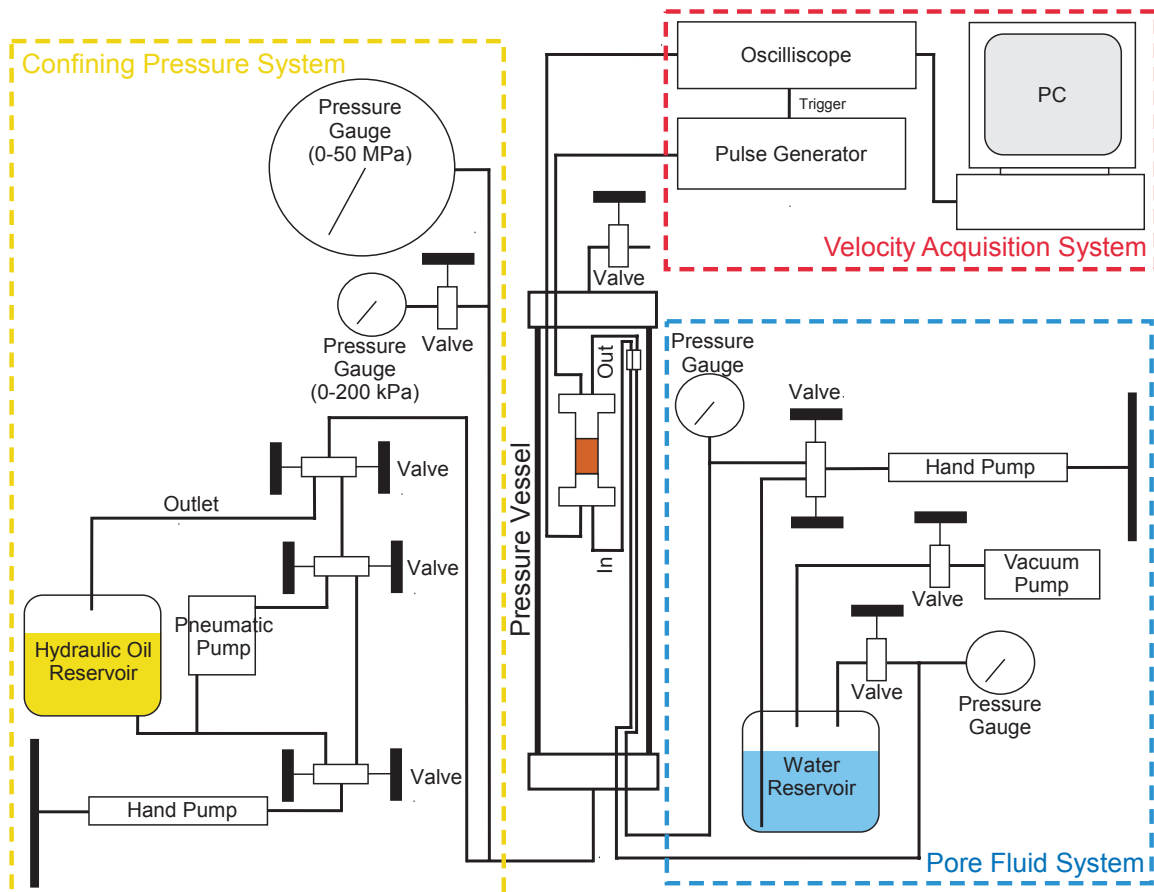 Confining Pressure System
Pressure
Gauge
(0-50 MPa)
Valve
Pressure
Gauge
(0-200 kPa)
Valve
Outlet
Valve
Pneumatic
Pump
Hydraulic Oil
Reservoir
Valve
Hand Pump
Pressure Vessel
Valve
Out
In
Oscilliscope
Trigger
Pulse Generator
PC
Velocity Acquisition System
Pressure
Gauge
Valve
Hand Pump
Vacuum
Pump
Valve
Valve
Pressure
Gauge
Water
Reservoir
Pore Fluid System